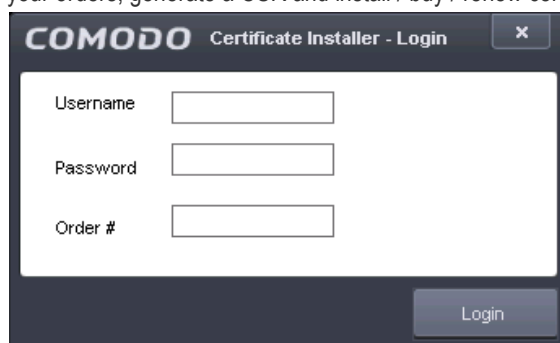 your orders, generate a CSR and install / buy / renew cer
COMODO Certificate Installer - Login
Username
Password
Order #
Login